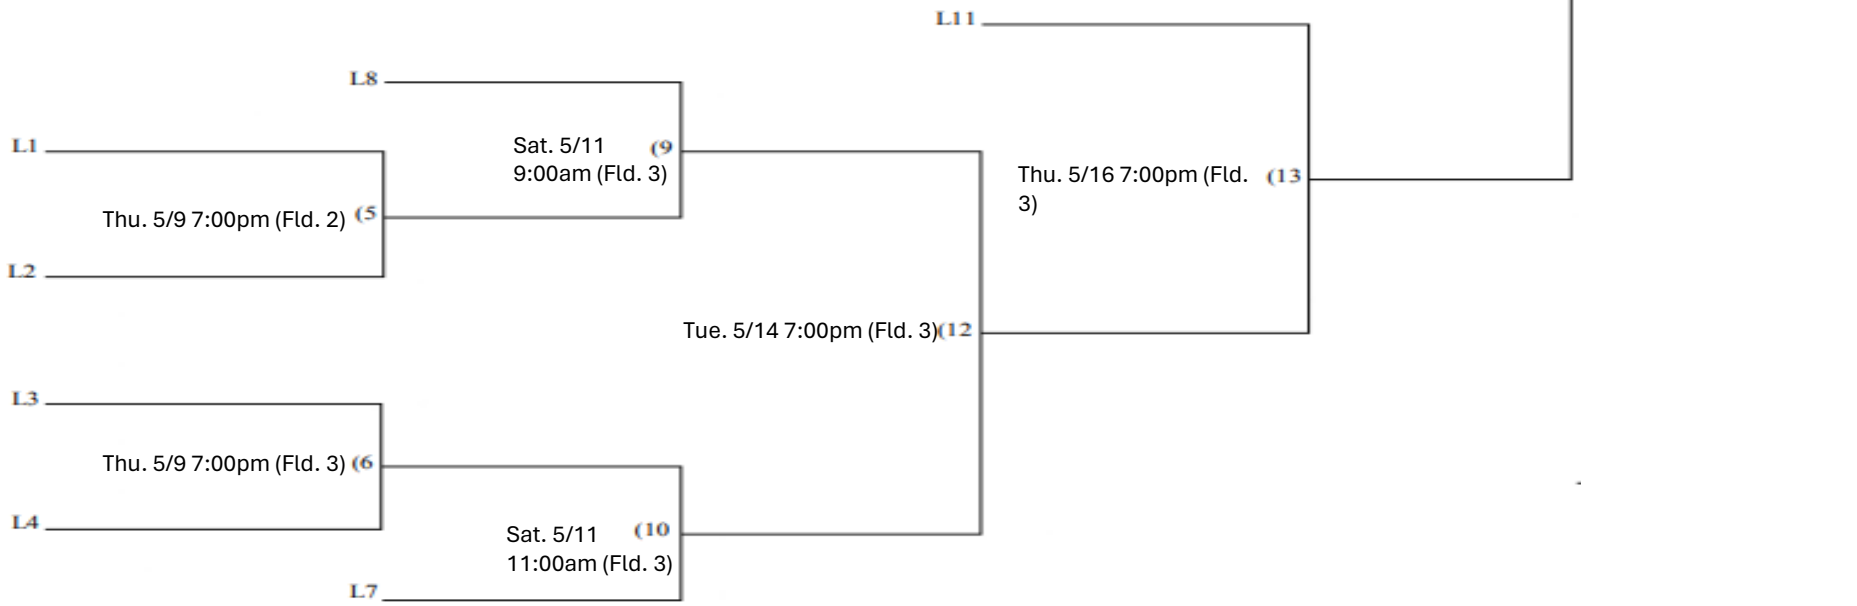 L11
L8
L1
Sat. 5/11
9:00am (Fld. 3)
(9
Thu. 5/16 7:00pm (Fld.
3)
(13
Thu. 5/9 7:00pm (Fld. 2)
(5
L2
Tue. 5/14 7:00pm (Fld. 3)
(12
L3
Thu. 5/9 7:00pm (Fld. 3)
(6
L4
Sat. 5/11
11:00am (Fld. 3)
(10
L7